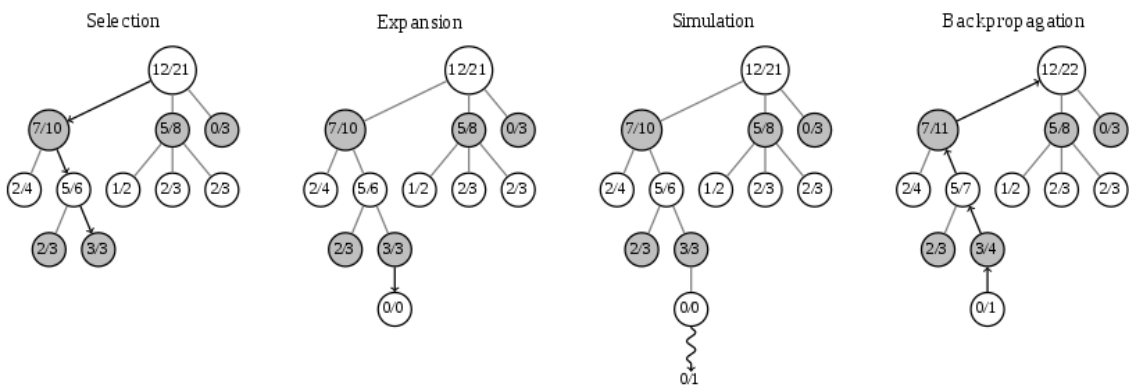 Selection Expansion Simulation Backpropagation
12/21 12/21 12/21 12/22
7/10 5/8 0/3 7/10 5/8 0/3 7/10 5/8 0/3 7/11 5/8 0/3
2/4 5/6 1/2 2/3 2/3 2/4 5/6 1/2 2/3 2/3 2/4 5/6 1/2 2/3 2/3 2/4 5/7 1/2 2/3 2/3
2/3 3/3 2/3 3/3 2/3 3/3 2/3 3/4
0/0 0/0 0/1
0/1